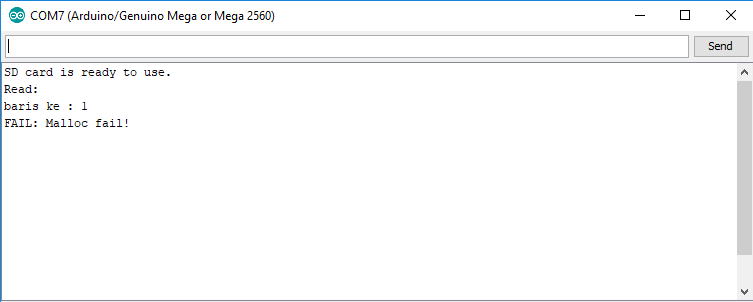 COM7 (Arduino/Genuino Mega or Mega 2560)
Send
SD card is ready to use.
Read:
baris ke : 1
FAIL: Malloc fail!